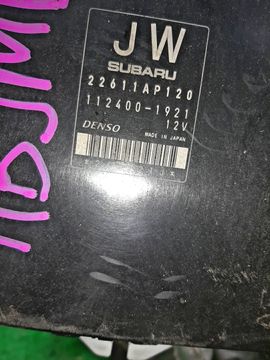 JW
SUBARU
22611AP120
112400-1921
DENSO
12V
MADE IN JAPAN